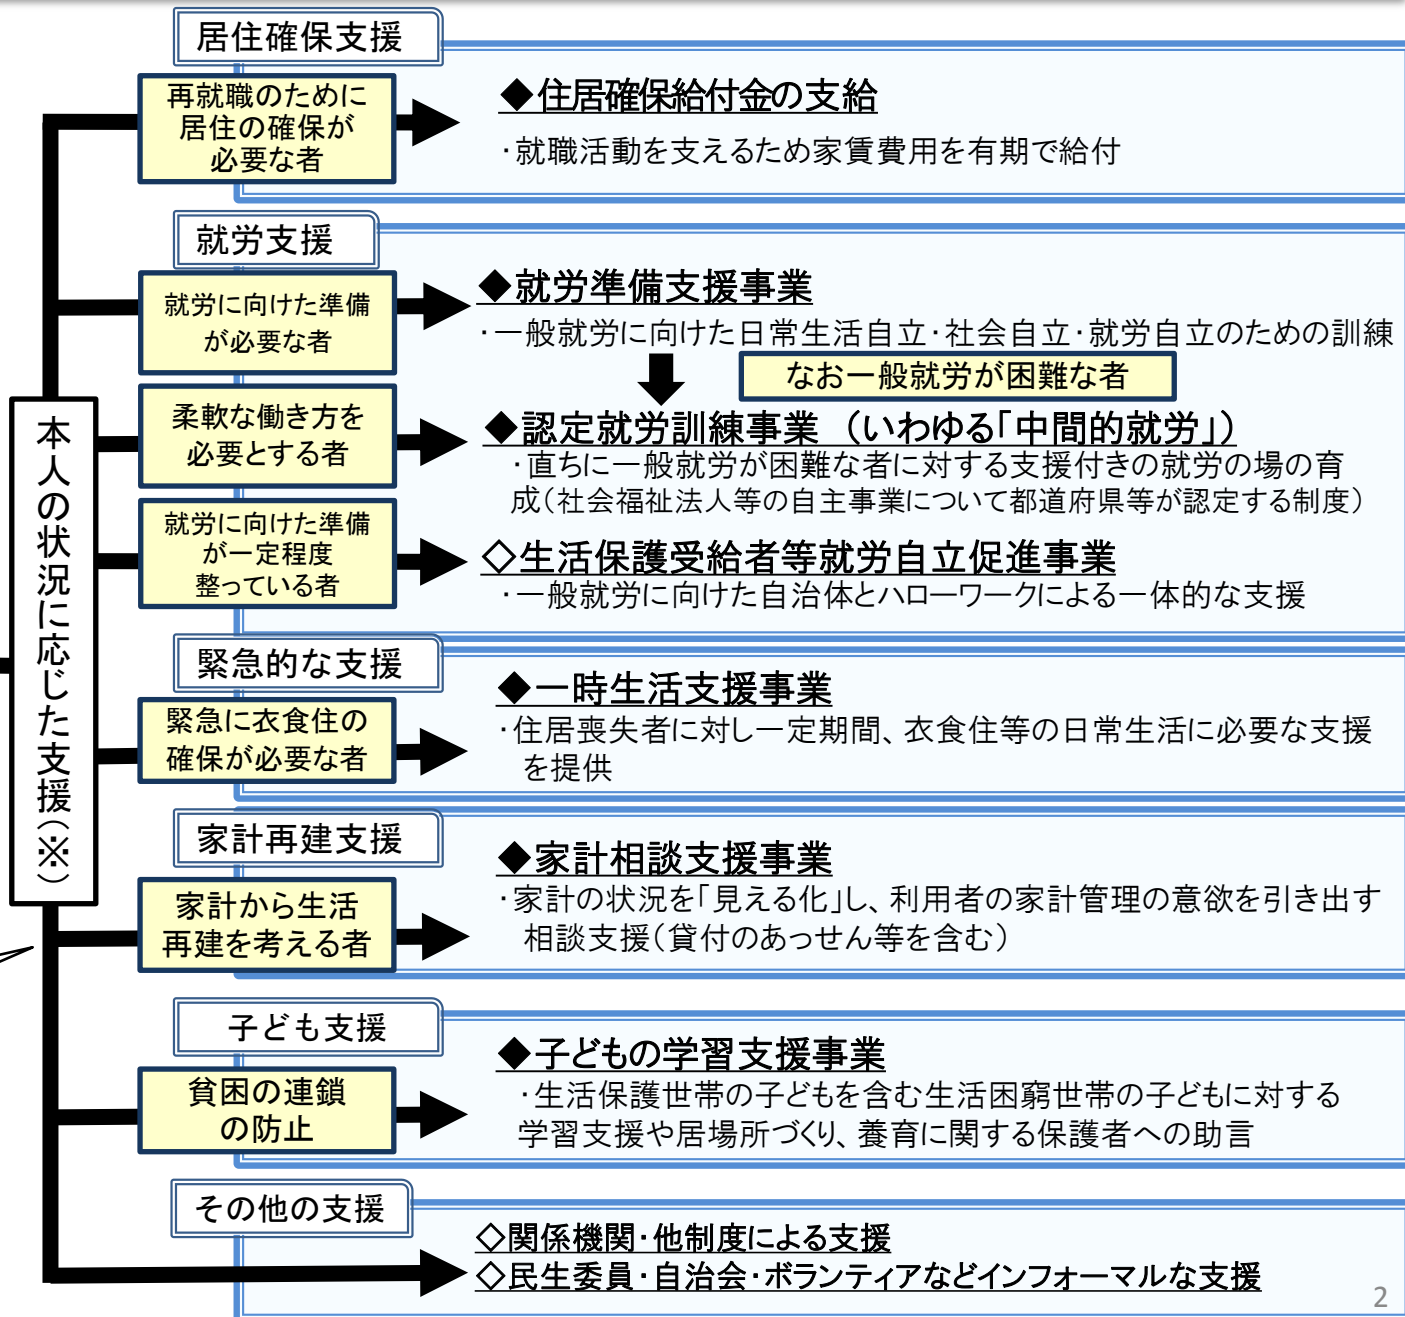 居住確保支援
再就職のために
居住の確保が
必要な者
◆住居確保給付金の支給
・就職活動を支えるため家賃費用を有期で給付
就労支援
就労に向けた準備
が必要な者
◆就労準備支援事業
・一般就労に向けた日常生活自立・社会自立・就労自立のための訓練
なお一般就労が困難な者
柔軟な働き方を
必要とする者
◆認定就労訓練事業 （いわゆる「中間的就労」）
・直ちに一般就労が困難な者に対する支援付きの就労の場の育
成（社会福祉法人等の自主事業について都道府県等が認定する制度）
就労に向けた準備
が一定程度
整っている者
◇生活保護受給者等就労自立促進事業
・一般就労に向けた自治体とハローワークによる一体的な支援
本人の状況に応じた支援（※）
緊急的な支援
緊急に衣食住の
確保が必要な者
◆一時生活支援事業
・住居喪失者に対し一定期間、衣食住等の日常生活に必要な支援
を提供
家計再建支援
家計から生活
再建を考える者
◆家計相談支援事業
・家計の状況を「見える化」し、利用者の家計管理の意欲を引き出す
相談支援（貸付のあっせん等を含む）
子ども支援
貧困の連鎖
の防止
◆子どもの学習支援事業
・生活保護世帯の子どもを含む生活困窮世帯の子どもに対する
学習支援や居場所づくり、養育に関する保護者への助言
その他の支援
◇関係機関・他制度による支援
◇民生委員・自治会・ボランティアなどインフォーマルな支援
2